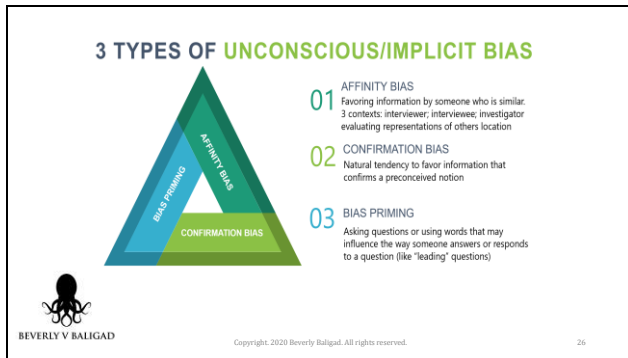 3 TYPES OF UNCONSCIOUS/IMPLICIT BIAS
AFFINITY BIAS
BIAS PRIMING
CONFIRMATION BIAS
01
AFFINITY BIAS
Favoring information by someone who is similar.
3 contexts: interviewer; interviewee; investigator
evaluating representations of others location
02
CONFIRMATION BIAS
Natural tendency to favor information that
confirms a preconceived notion
03
BIAS PRIMING
Asking questions or using words that may
influence the way someone answers or responds
to a question (like "leading" questions)
BEVERLY V BALIGAD
Copyright. 2020 Beverly Baligad. All rights reserved.
26